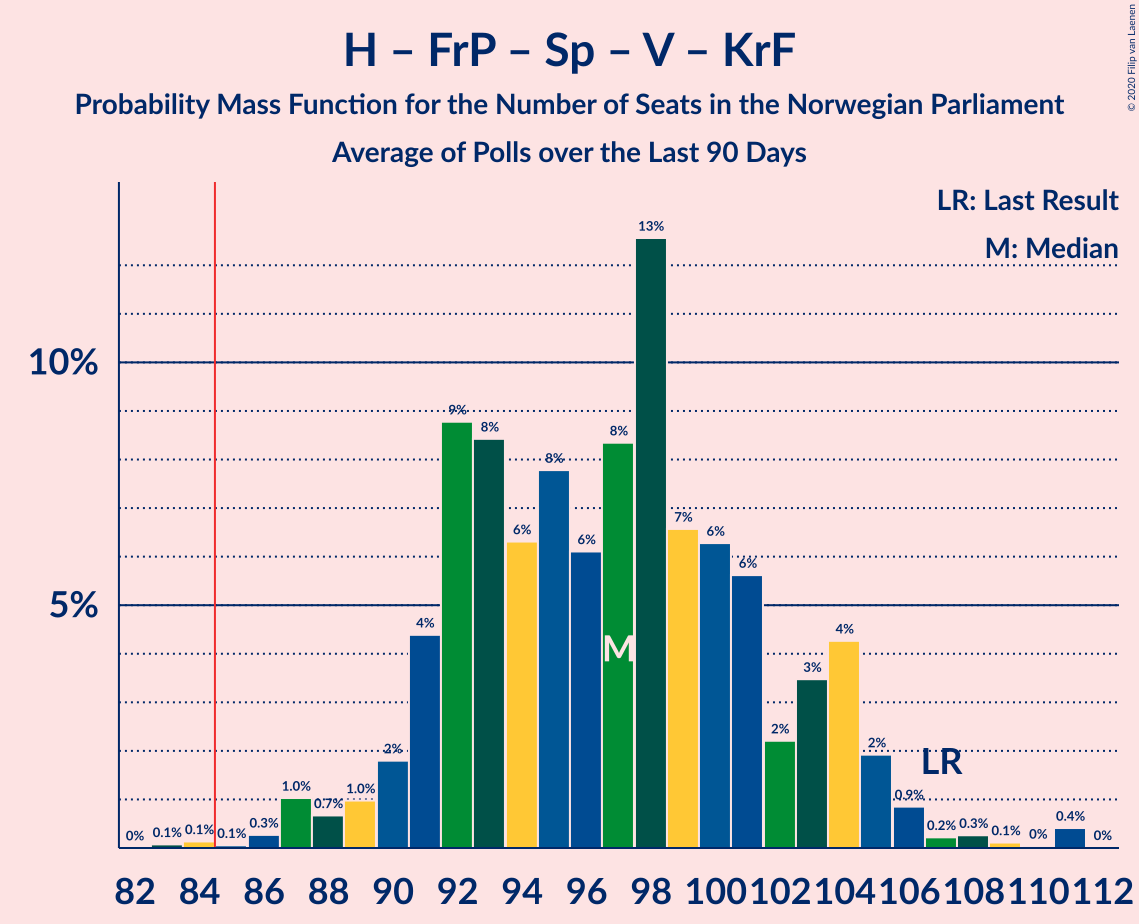 H – FrP – Sp – V – KrF
Probability Mass Function for the Number of Seats in the Norwegian Parliament
Average of Polls over the Last 90 Days
© 2020 Filip van Laenen
LR: Last Result
M: Median
10%
5%
0% 0.1% 0.1% 0.1% 0.3% 1.0% 0.7% 1.0% 2% 4% 9% 8% 6% 8% 6% 8% 13% 7% 6% 6% 2% 3% 4% 2% 0.9% 0.2% 0.3% 0.1% 0% 0.4% 0%
M
LR
82 84 86 88 90 92 94 96 98 100 102 104 106 108 110 112